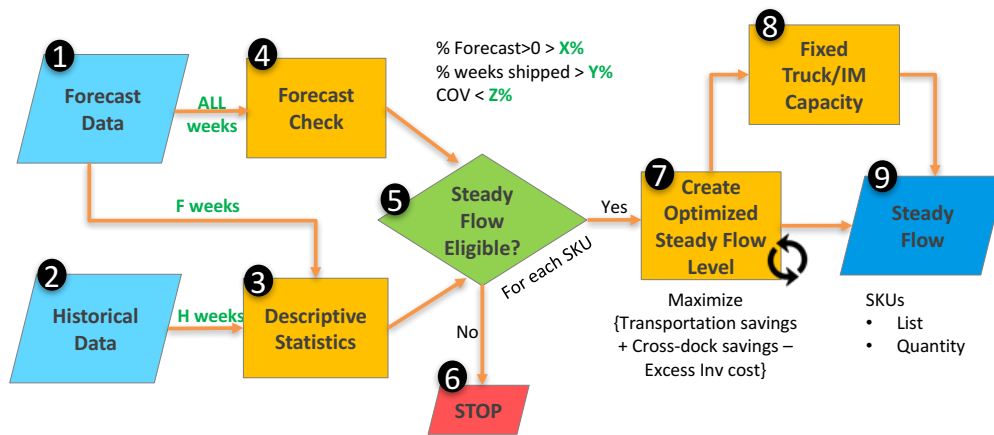 1
Forecast
Data
ALL
weeks
4
Forecast
Check
% Forecast>0 > X%
% weeks shipped > Y%
COV < Z%
8
Fixed
Truck/IM
Capacity
F weeks
5
Steady
Flow
Eligible?
Yes
For each SKU
7
Create
Optimized
Steady Flow
Level
9
Steady
Flow
2
Historical
Data
H weeks
3
Descriptive
Statistics
No
6
STOP
Maximize
{Transportation savings
+ Cross-dock savings –
Excess Inv cost}
SKUs
• List
• Quantity